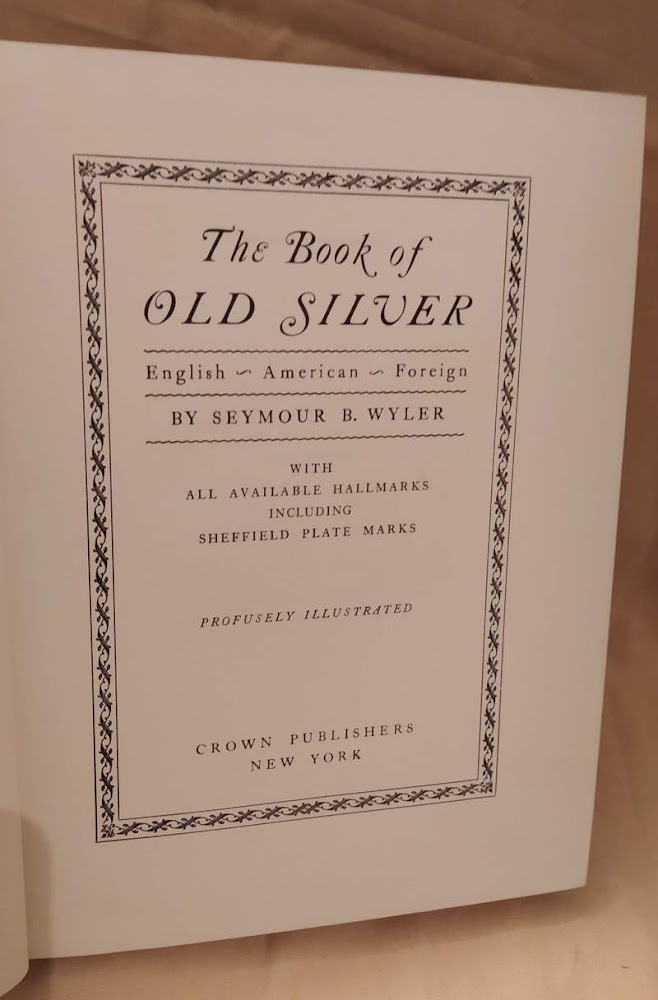 The Book of
OLD SILVER
English ~ American ~ Foreign
BY SEYMOUR B. WYLER
WITH
ALL AVAILABLE HALLMARKS
INCLUDING
SHEFFIELD PLATE MARKS
PROFUSELY ILLUSTRATED
CROWN PUBLISHERS
NEW YORK